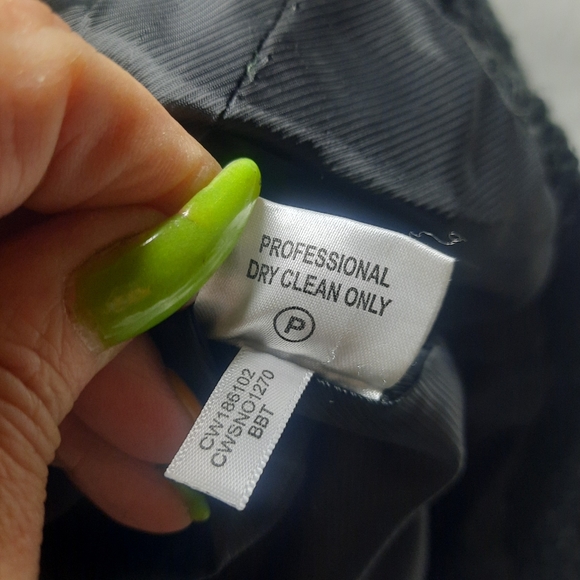 PROFESSIONAL
DRY CLEAN ONLY
P
CW186102
CWSNO1270
BBT